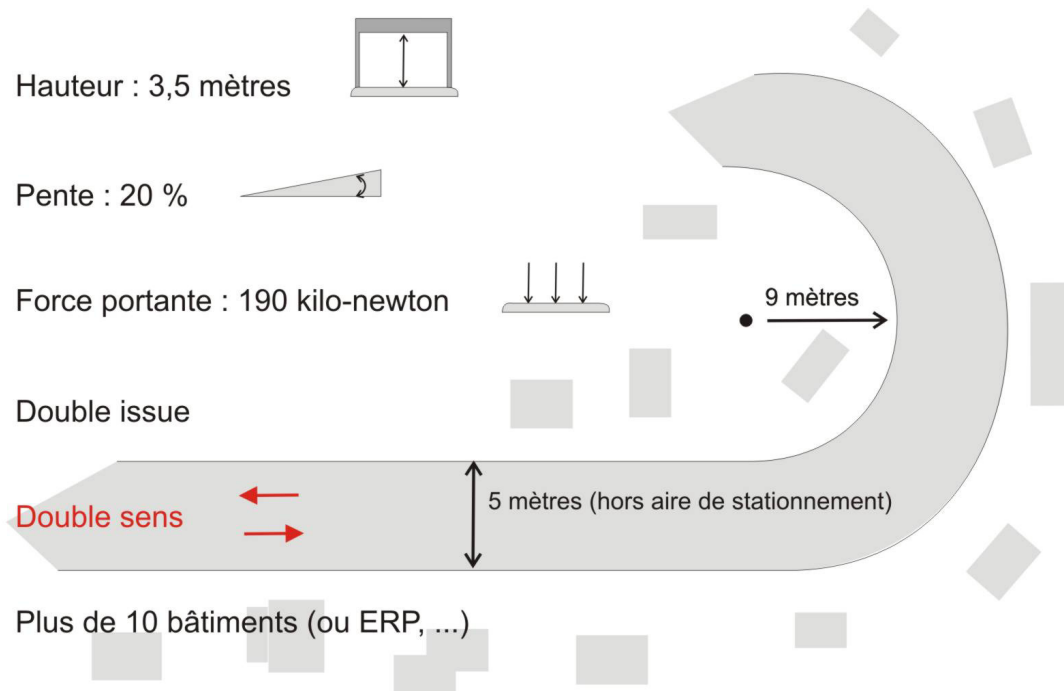 Hauteur : 3,5 mètres
Pente : 20 %
Force portante : 190 kilo-newton
9 mètres
Double issue
5 mètres (hors aire de stationnement)
Double sens
Plus de 10 bâtiments (ou ERP, ...)